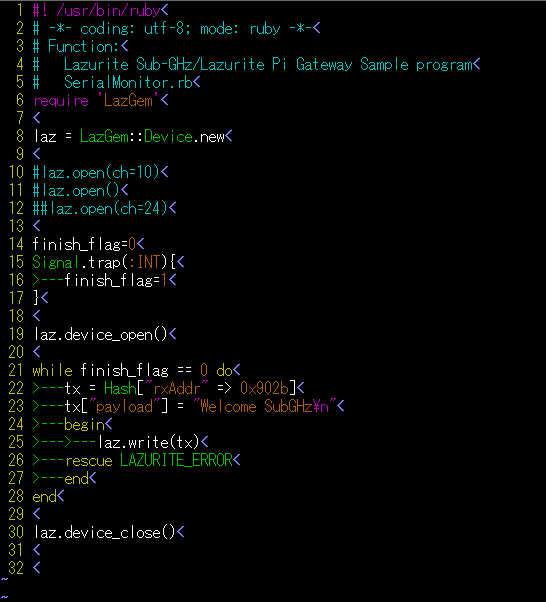 1 #! /usr/bin/ruby<
2 # -*- coding: utf-8; mode: ruby -*-<
3 # Function:<
4 #   Lazurite Sub-GHz/Lazurite Pi Gateway Sample program<
5 #   SerialMonitor.rb<
6 require 'LazGem'<
7 <
8 laz = LazGem::Device.new<
9 <
10 #laz.open(ch=10)<
11 #laz.open()<
12 ##laz.open(ch=24)<
13 <
14 finish_flag=0<
15 Signal.trap(:INT){<
16 >---finish_flag=1<
17 }<
18 <
19 laz.device_open()<
20 <
21 while finish_flag == 0 do<
22 >---tx = Hash["rxAddr" => 0x902b]<
23 >---tx["payload"] = "Welcome SubGHz¥n"<
24 >---begin<
25 >--->---laz.write(tx)<
26 >---rescue LAZURITE_ERROR<
27 >---end<
28 end<
29 <
30 laz.device_close()<
31 <
32 <
~
~